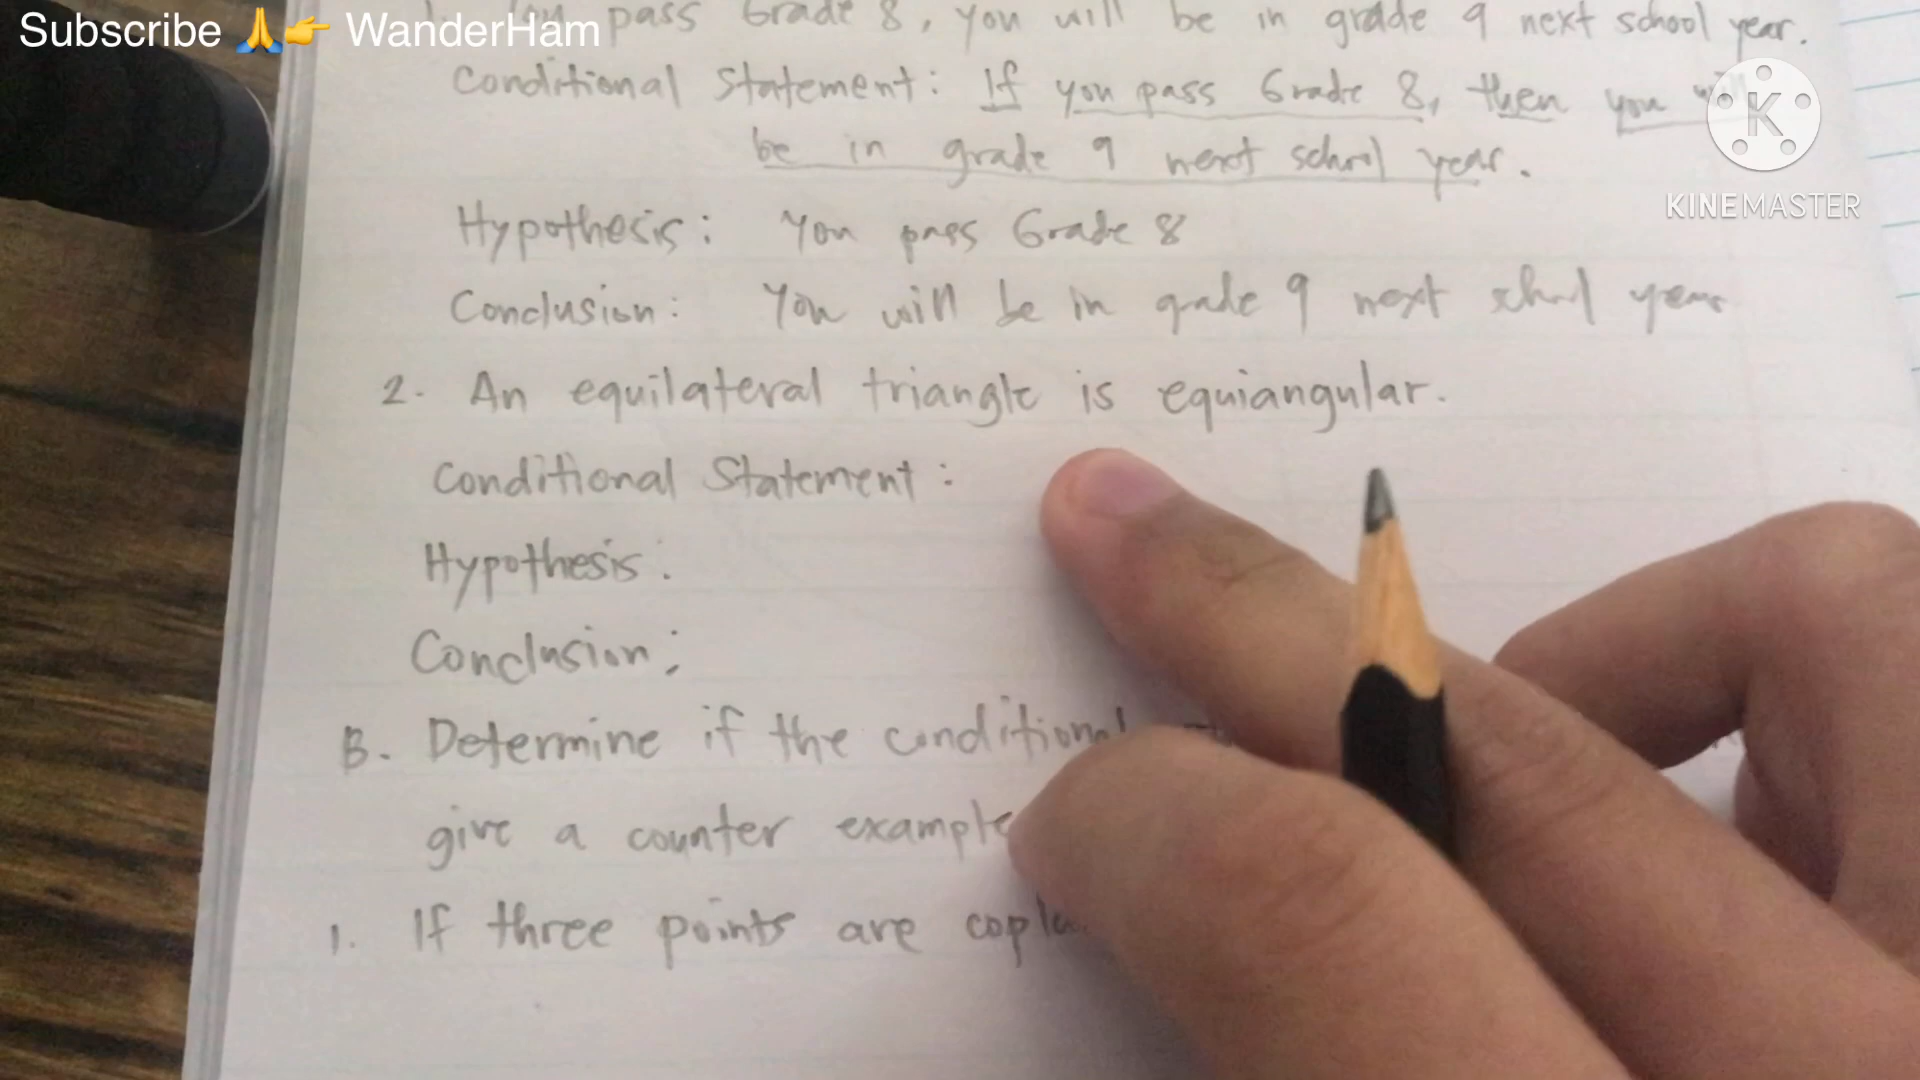 Subscribe 🙏👉 WanderHam
you pass Grade 8, you will be in grade 9 next school year.
Conditional Statement: If you pass Grade 8, then you will
be in grade 9 next school year.
KINEMASTER
Hypothesis: You pass Grade 8
Conclusion: You will be in grade 9 next school year
2. An equilateral triangle is equiangular.
Conditional Statement:
Hypothesis:
Conclusion:
B. Determine if the conditional
give a counter example
1. If three points are